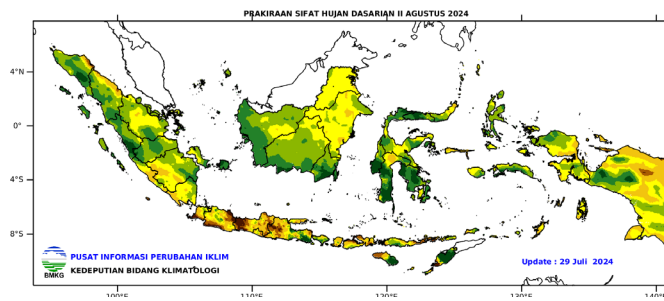 PRAKIRAAN SIFAT HUJAN DASARIAN II AGUSTUS 2024
4°N
0°
4°S
8°S
PUSAT INFORMASI PERUBAHAN IKLIM
KEDEPUTIAN BIDANG KLIMATOLOGI
BMKG
Update : 29 Juli 2024
100°E 110°E 120°E 130°E 140°E